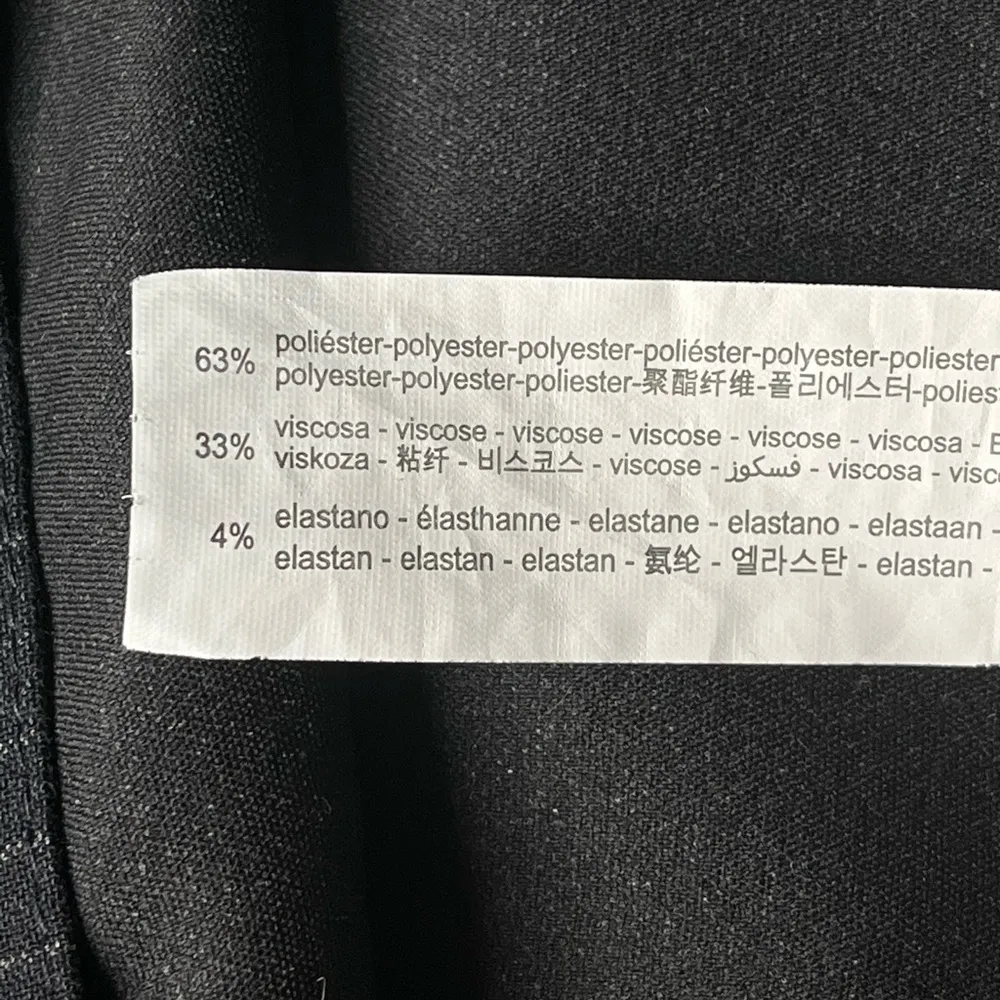 63% poliéster-polyester-polyester-poliéster-polyester-poliester
polyester-polyester-poliester-聚酯纤维-폴리에스터-polies
33% viscosa - viscose - viscose - viscose - viscose - viscosa -
viskoza - 粘纤 - 비스코스 - viscose - فسكوز - viscosa - visc
4% elastano - élasthanne - elastane - elastano - elastaan -
elastan - elastan - elastan - 氨纶 - 엘라스탄 - elastan -